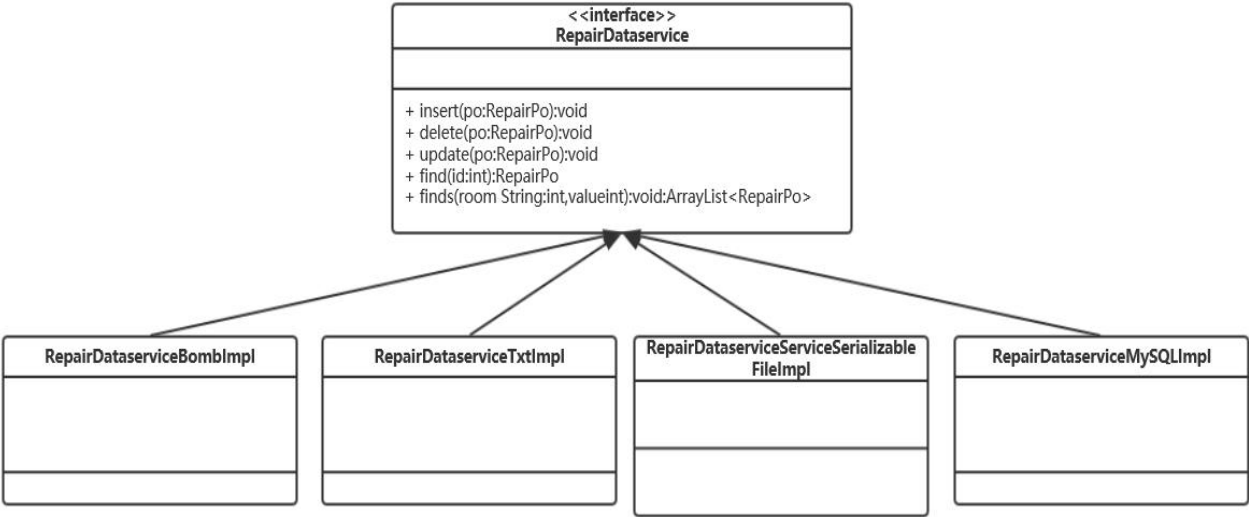 <<interface>>
RepairDataservice
+ insert(po:RepairPo):void
+ delete(po:RepairPo):void
+ update(po:RepairPo):void
+ find(id:int):RepairPo
+ finds(room String:int,valueint):void:ArrayList<RepairPo>
RepairDataserviceBombImpl
RepairDataserviceTxtImpl
RepairDataserviceServiceSerializable
FileImpl
RepairDataserviceMySQLImpl